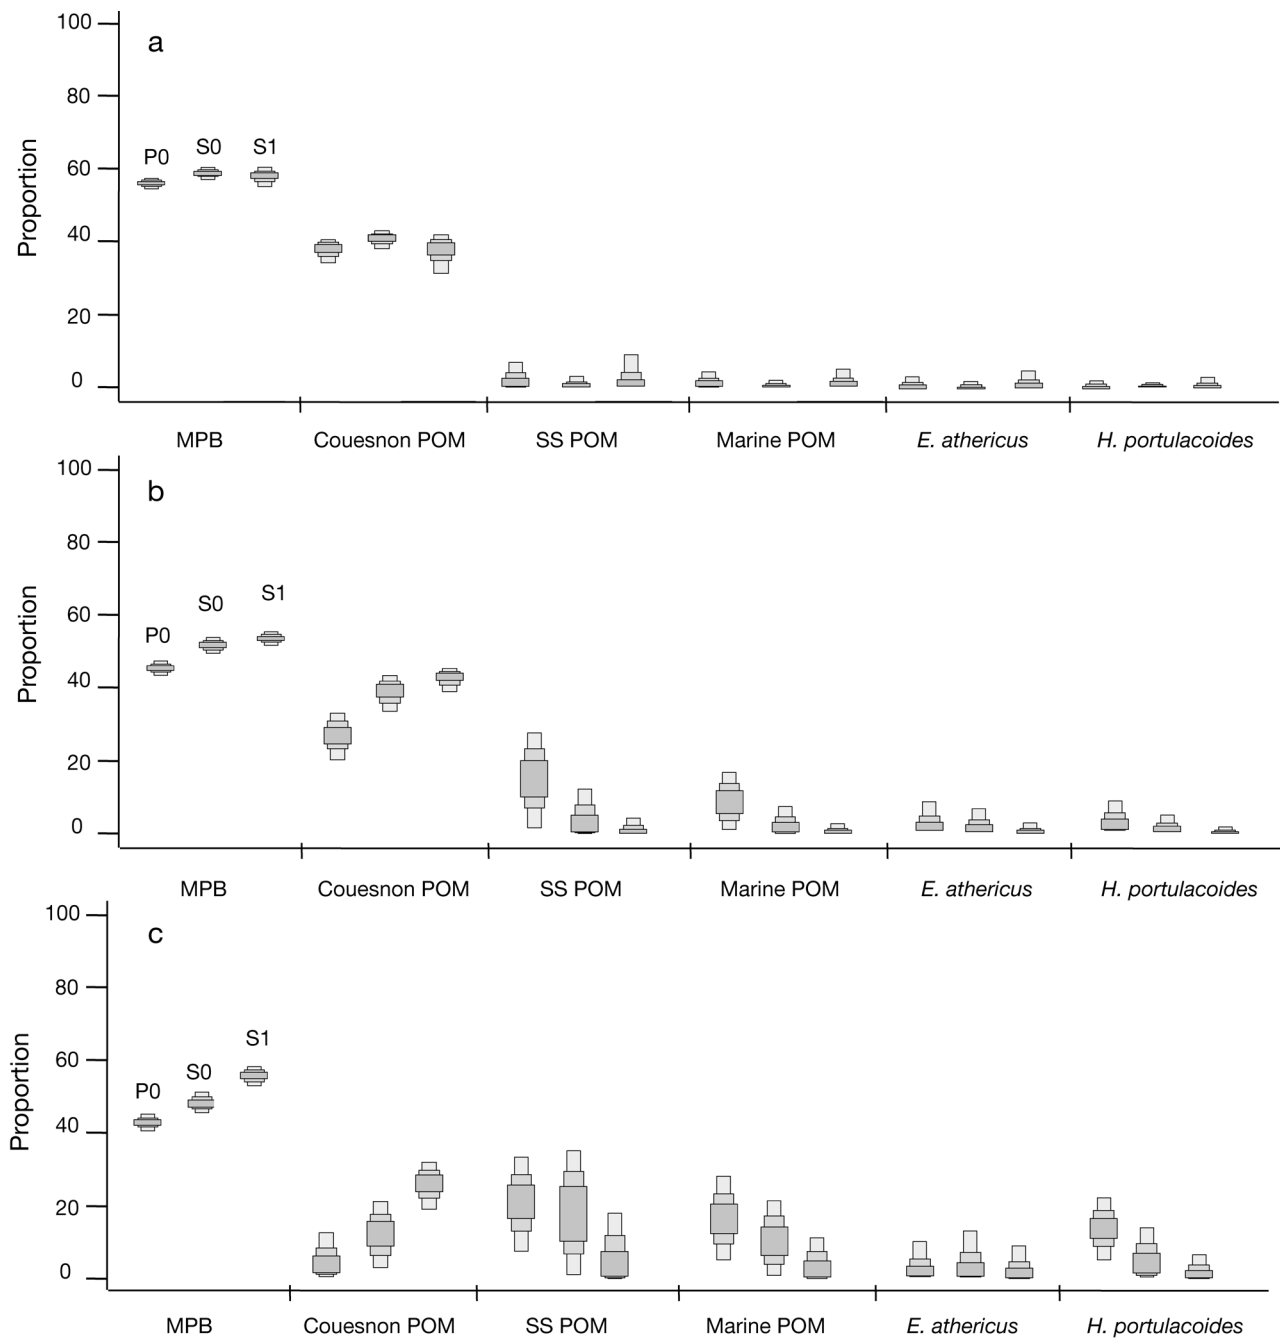 100
a
80
P0 S0 S1
60
40
20
0
Proportion
MPB Couesnon POM SS POM Marine POM E. athericus H. portulacoides
100
b
80
P0 S0 S1
60
40
20
0
Proportion
MPB Couesnon POM SS POM Marine POM E. athericus H. portulacoides
100
c
80
P0 S0 S1
60
40
20
0
Proportion
MPB Couesnon POM SS POM Marine POM E. athericus H. portulacoides